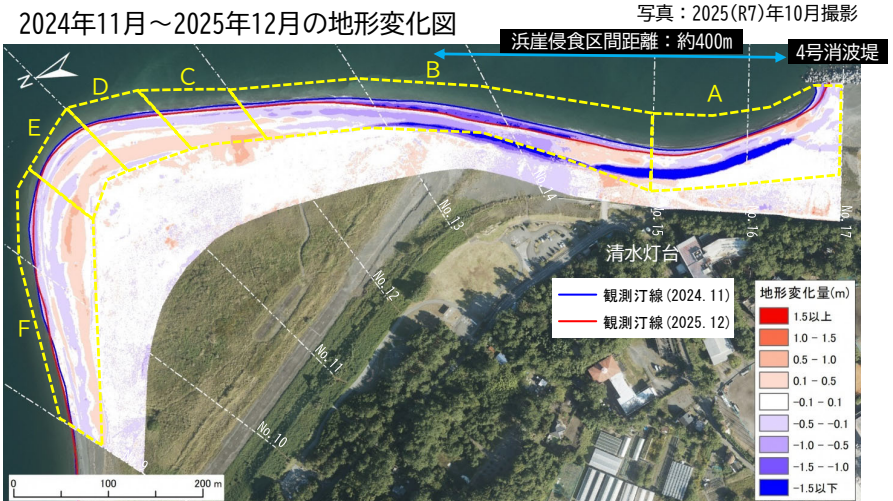 2024年11月～2025年12月の地形変化図
写真：2025(R7)年10月撮影
浜崖侵食区間距離：約400m
4号消波堤
N
A
B
C
D
E
F
No.17
No.16
No.15
No.14
No.13
No.12
No.11
No.10
清水灯台
観測汀線(2024.11)
観測汀線(2025.12)
地形変化量(m)
1.5以上
1.0 - 1.5
0.5 - 1.0
0.1 - 0.5
-0.1 - 0.1
-0.5 - -0.1
-1.0 - -0.5
-1.5 - -1.0
-1.5以下
0 100 200 m